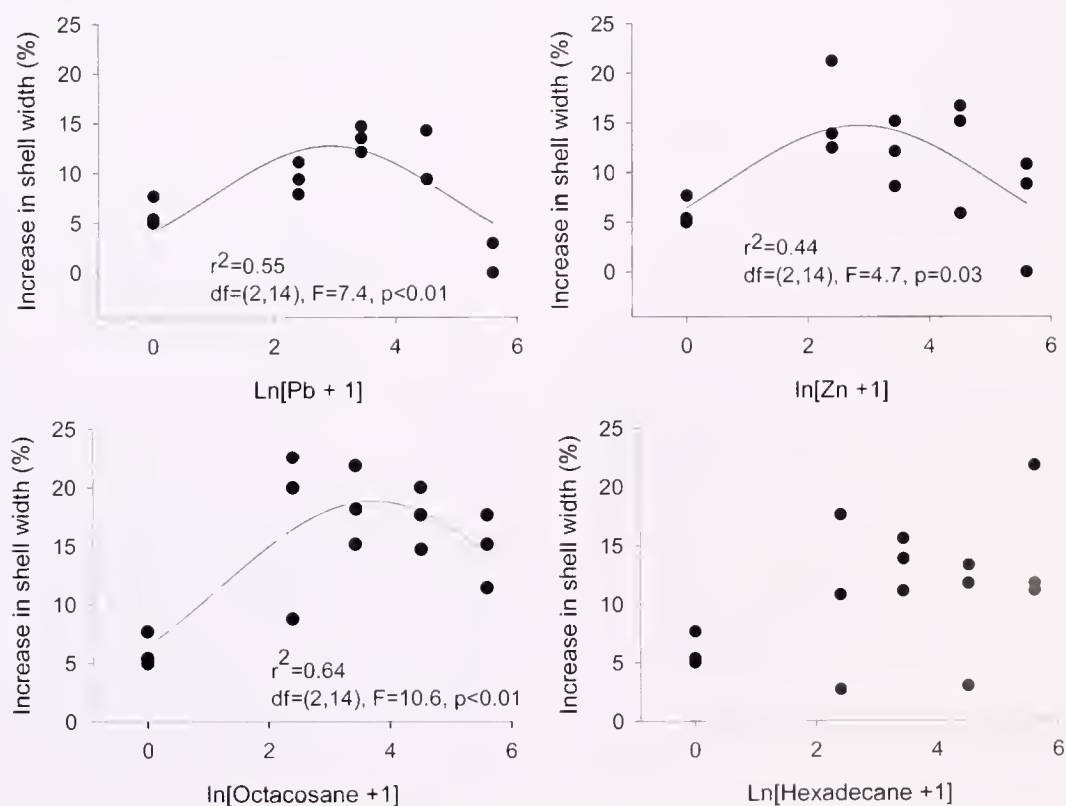 Increase in shell width (%)
25
20
15
10
5
0
r2=0.55
df=(2,14), F=7.4, p<0.01
0 2 4 6
Ln[Pb + 1]
Increase in shell width (%)
25
20
15
10
5
0
r2=0.44
df=(2,14), F=4.7, p=0.03
0 2 4 6
ln[Zn +1]
Increase in shell width (%)
25
20
15
10
5
0
r2=0.64
df=(2,14), F=10.6, p<0.01
0 2 4 6
ln[Octacosane +1]
Increase in shell width (%)
25
20
15
10
5
0
0 2 4 6
Ln[Hexadecane +1]